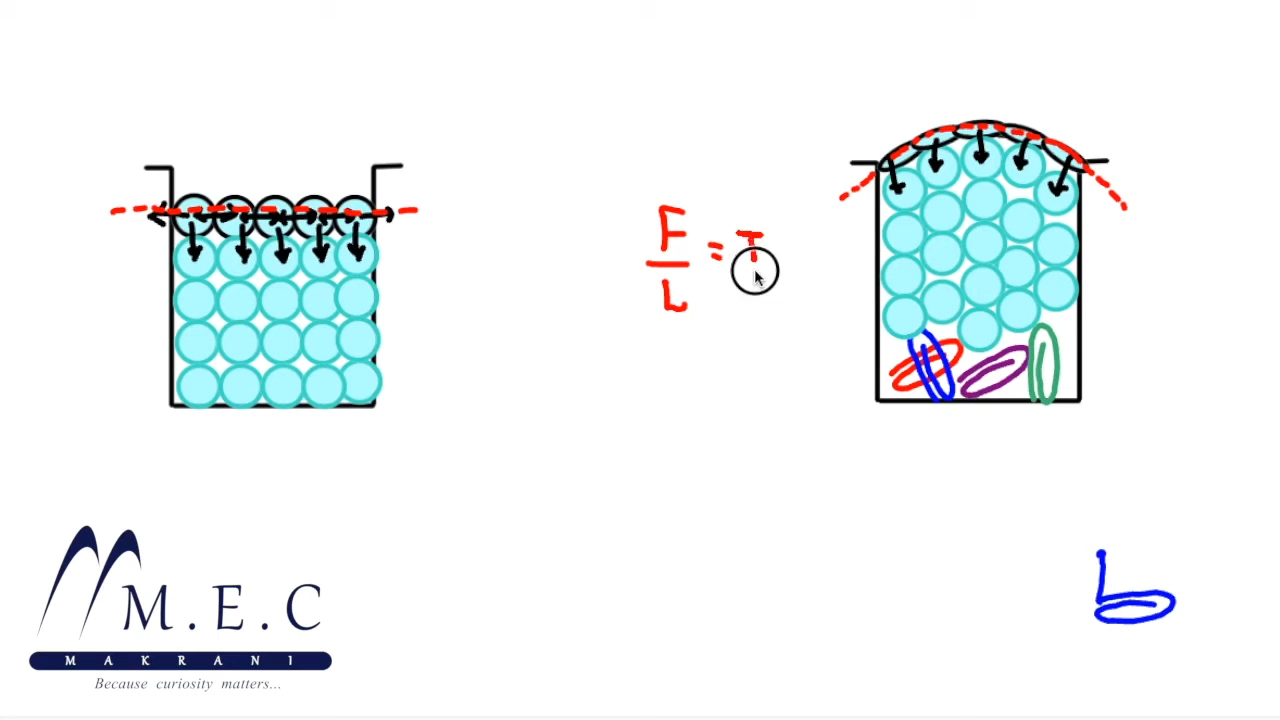 F
L
= T
M.E.C
MAKRANI
Because curiosity matters...